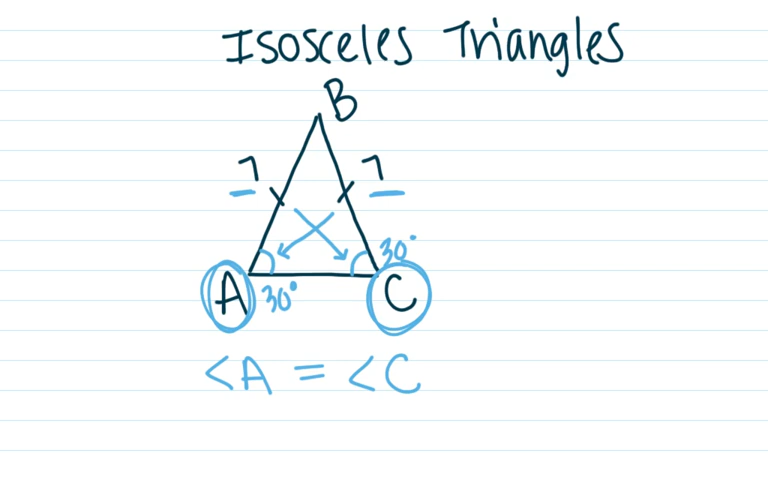 Isosceles Triangles
B
7 7
30°
A 30° C
<A = <C